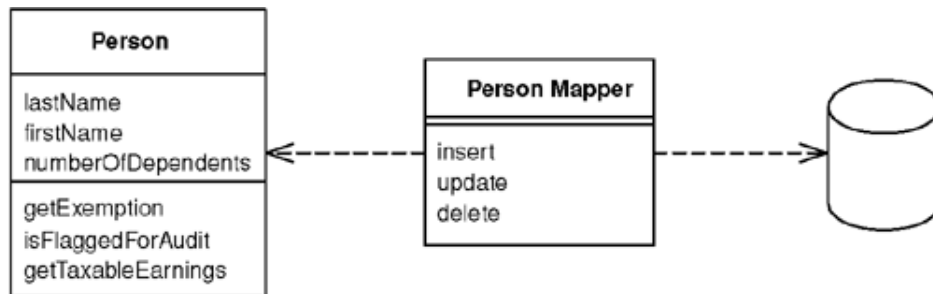 Person
lastName
firstName
numberOfDependents
getExemption
isFlaggedForAudit
getTaxableEarnings
Person Mapper
insert
update
delete